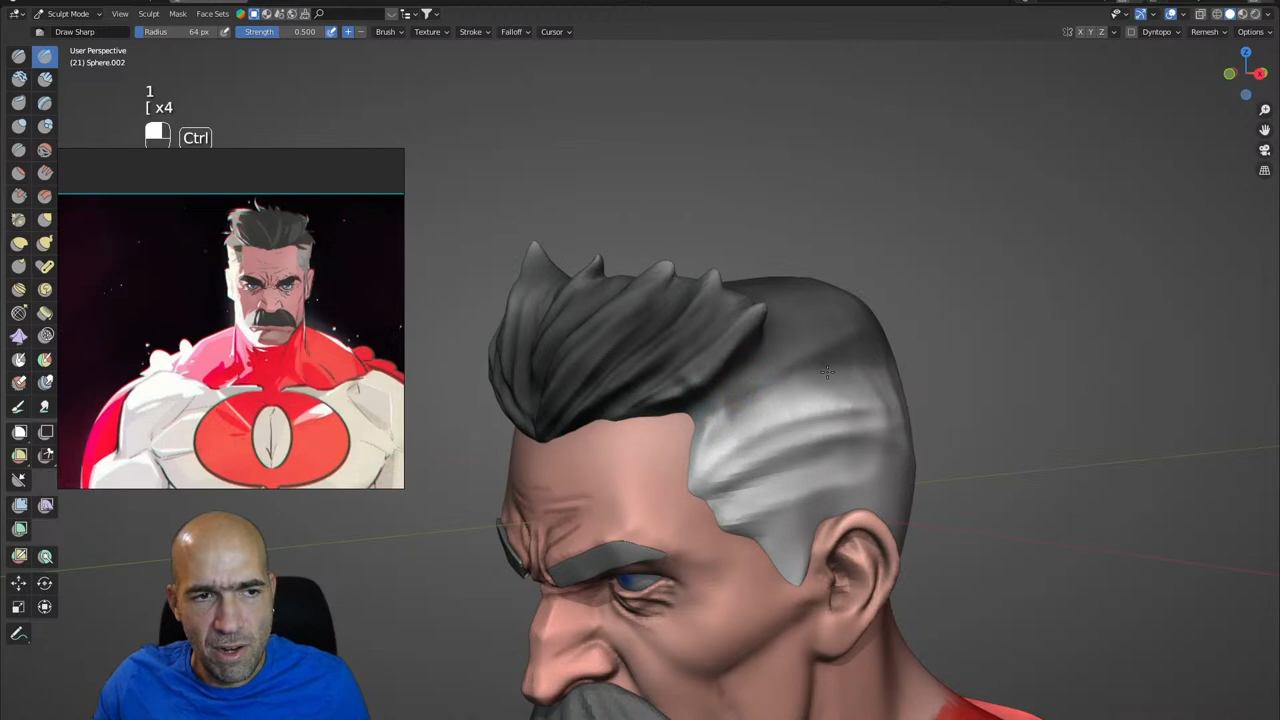 Sculpt Mode View Sculpt Mask Face Sets
Draw Sharp Radius 64 px Strength 0.500 Brush Texture Stroke Falloff Cursor X Y Z Dyntopo Remesh Options
User Perspective
(21) Sphere.002
Z
X
1
[ x4
Ctrl